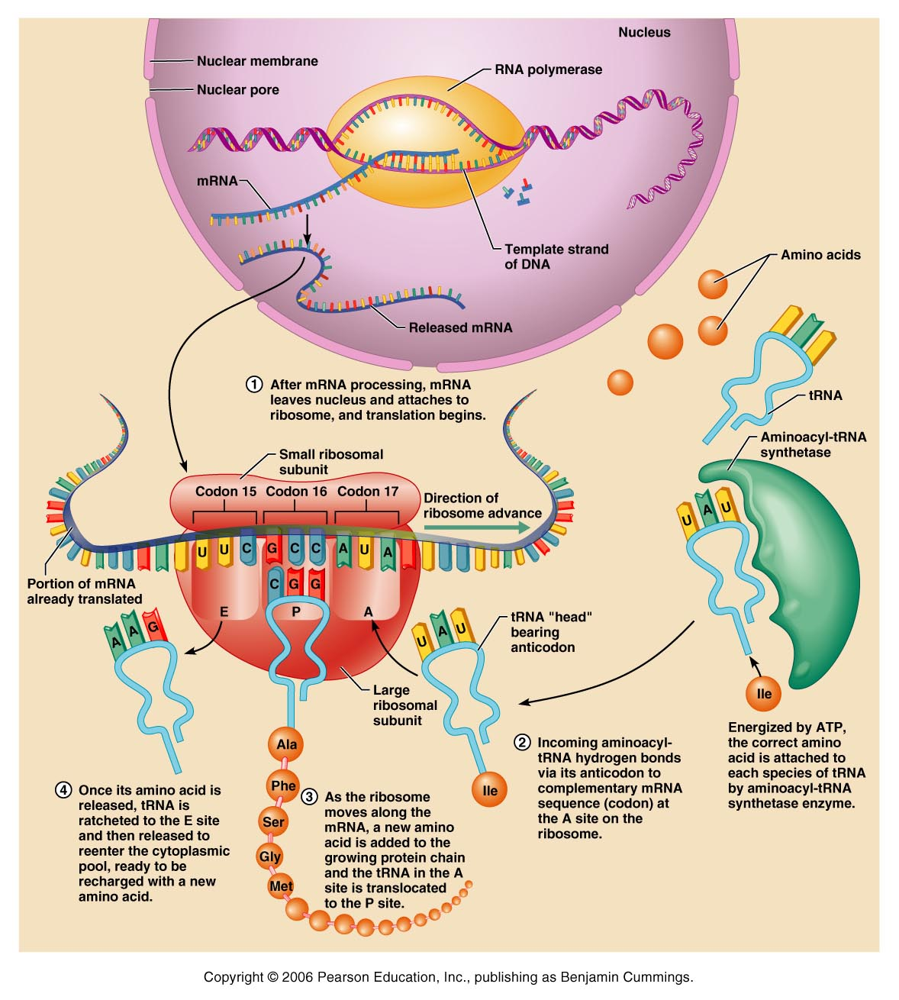 Nucleus
Nuclear membrane
RNA polymerase
Nuclear pore
mRNA
Template strand
of DNA
Amino acids
Released mRNA
1 After mRNA processing, mRNA
leaves nucleus and attaches to
ribosome, and translation begins.
tRNA
Aminoacyl-tRNA
synthetase
Small ribosomal
subunit
Codon 15 Codon 16 Codon 17
Direction of
ribosome advance
U A U
U U C G C C A U A
Portion of mRNA
already translated
C G G
E P A
A A G
U A U
tRNA "head"
bearing
anticodon
Large
ribosomal
subunit
Ile
Energized by ATP,
the correct amino
acid is attached to
each species of tRNA
by aminoacyl-tRNA
synthetase enzyme.
2 Incoming aminoacyl-
tRNA hydrogen bonds
via its anticodon to
complementary mRNA
sequence (codon) at
the A site on the
ribosome.
Ile
Ala
Phe
Ser
Gly
Met
3 As the ribosome
moves along the
mRNA, a new amino
acid is added to the
growing protein chain
and the tRNA in the A
site is translocated
to the P site.
4 Once its amino acid is
released, tRNA is
ratcheted to the E site
and then released to
reenter the cytoplasmic
pool, ready to be
recharged with a new
amino acid.
Copyright © 2006 Pearson Education, Inc., publishing as Benjamin Cummings.